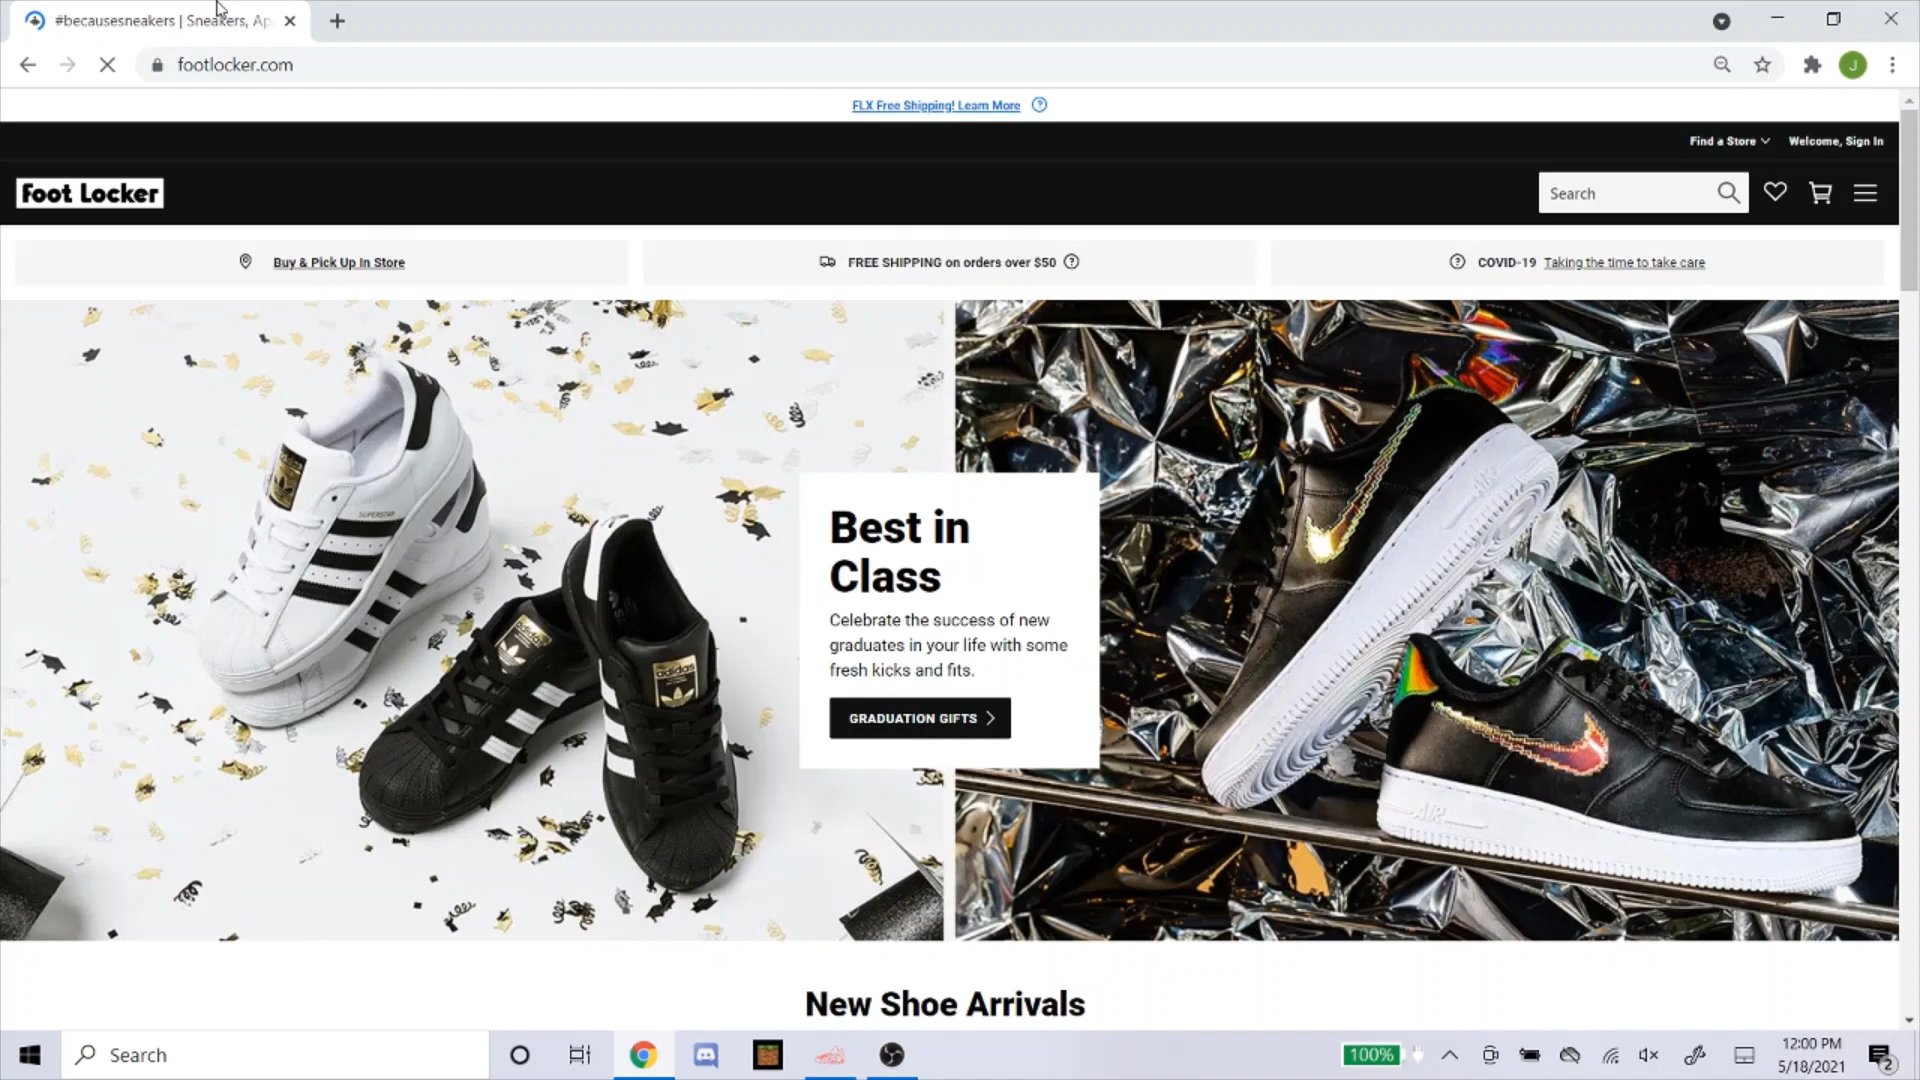 #becausesneakers | Sneakers, Ap
footlocker.com
J
FLX Free Shipping! Learn More
Find a Store
Welcome, Sign In
Foot Locker
Search
Buy & Pick Up In Store
FREE SHIPPING on orders over $50
COVID-19 Taking the time to take care
SUPERSTAR
adidas
adidas
AIR
AIR
Best in
Class
Celebrate the success of new
graduates in your life with some
fresh kicks and fits.
GRADUATION GIFTS
New Shoe Arrivals
Search
100%
12:00 PM
5/18/2021
2